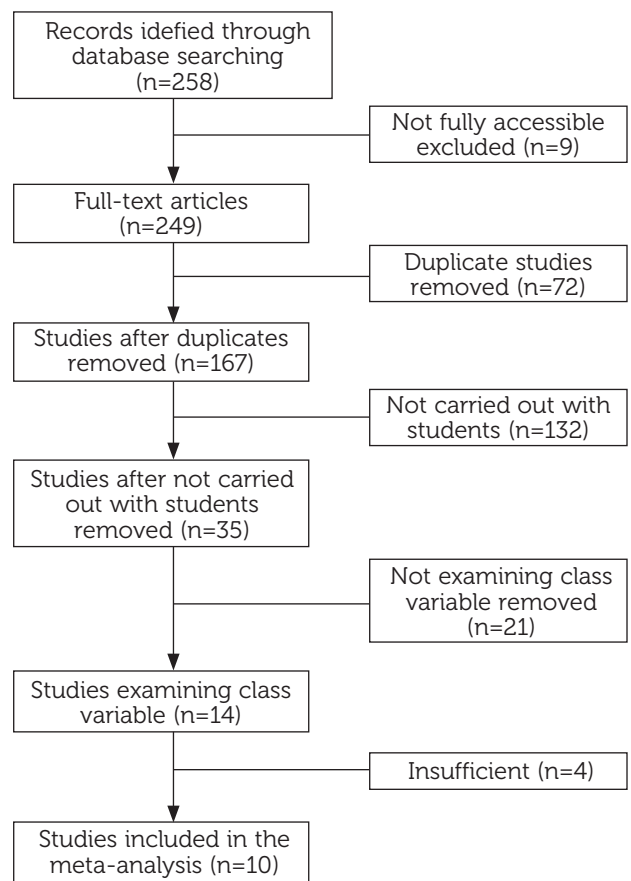 Records idefied through
database searching
(n=258)
Not fully accessible
excluded (n=9)
Full-text articles
(n=249)
Duplicate studies
removed (n=72)
Studies after duplicates
removed (n=167)
Not carried out with
students (n=132)
Studies after not carried
out with students
removed (n=35)
Not examining class
variable removed
(n=21)
Studies examining class
variable (n=14)
Insufficient (n=4)
Studies included in the
meta-analysis (n=10)